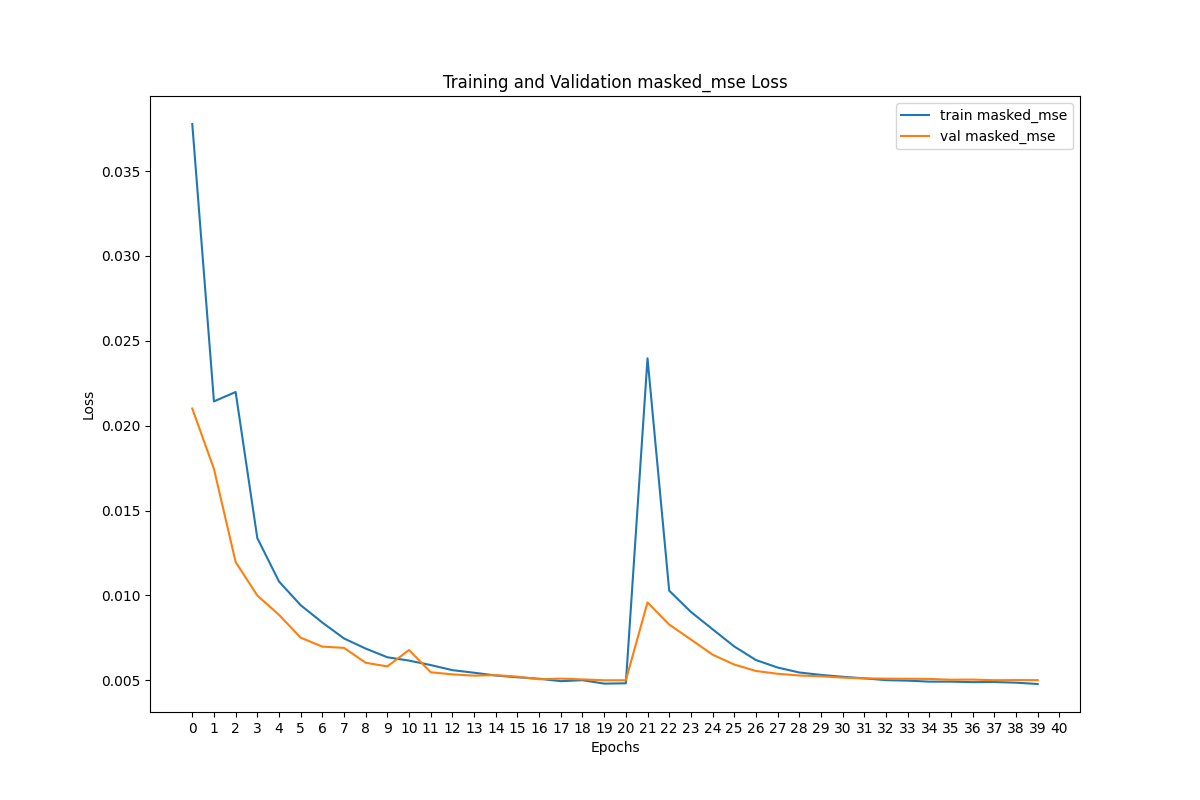 Training and Validation masked_mse Loss
train masked_mse
val masked_mse
0.035
0.030
0.025
0.020
0.015
0.010
0.005
Loss
0 1 2 3 4 5 6 7 8 9 10 11 12 13 14 15 16 17 18 19 20 21 22 23 24 25 26 27 28 29 30 31 32 33 34 35 36 37 38 39 40
Epochs